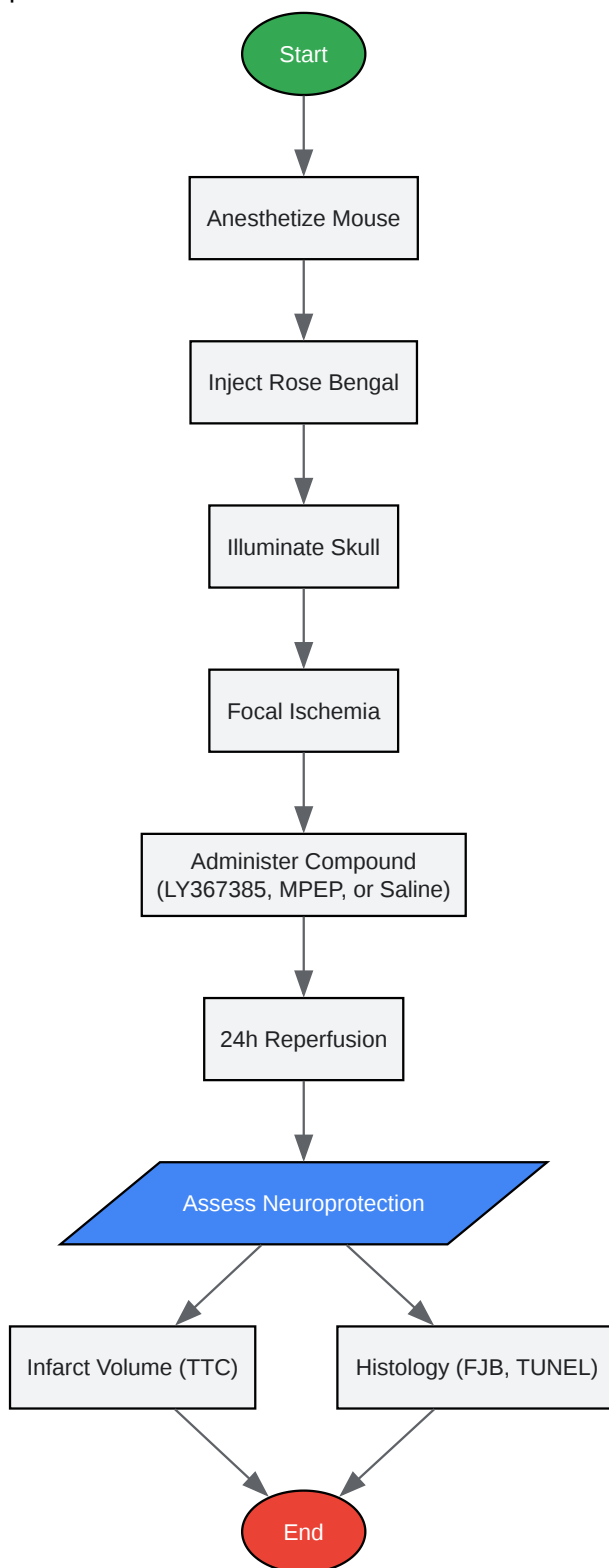 Start
Anesthetize Mouse
Inject Rose Bengal
Illuminate Skull
Focal Ischemia
Administer Compound
(LY367385, MPEP, or Saline)
24h Reperfusion
Assess Neuroprotection
Infarct Volume (TTC)
Histology (FJB, TUNEL)
End